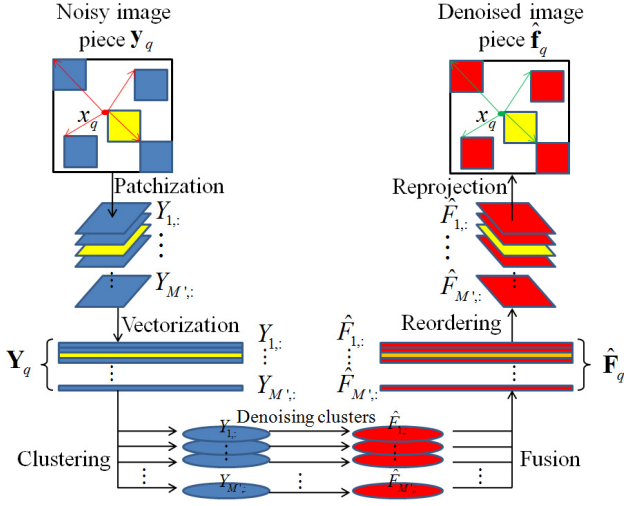 Noisy image
piece y_q
Denoised image
piece f̂_q
x_q
x_q
Patchization
Reprojection
Y_{1,:}
F̂_{1,:}
⋮
⋮
Y_{M',:}
F̂_{M',:}
Vectorization
Reordering
Y_q
Y_{1,:}
F̂_{1,:}
F̂_q
⋮
⋮
Y_{M',:}
F̂_{M',:}
Denoising clusters
Y_{1,:}
F̂_{1,:}
Clustering
Fusion
Y_{M',:}
F̂_{M',:}